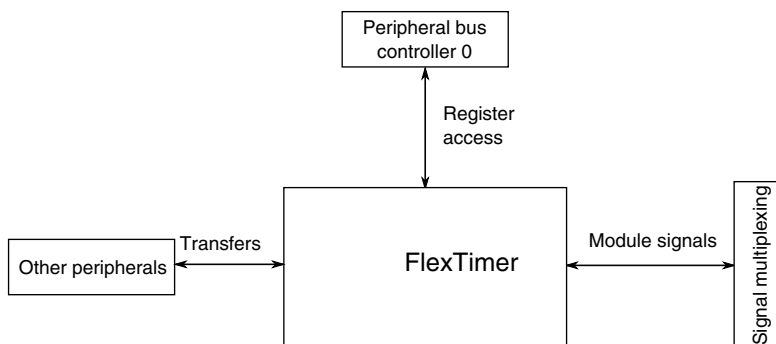 Peripheral bus
controller 0
Register
access
Transfers
Other peripherals
FlexTimer
Module signals
Signal multiplexing